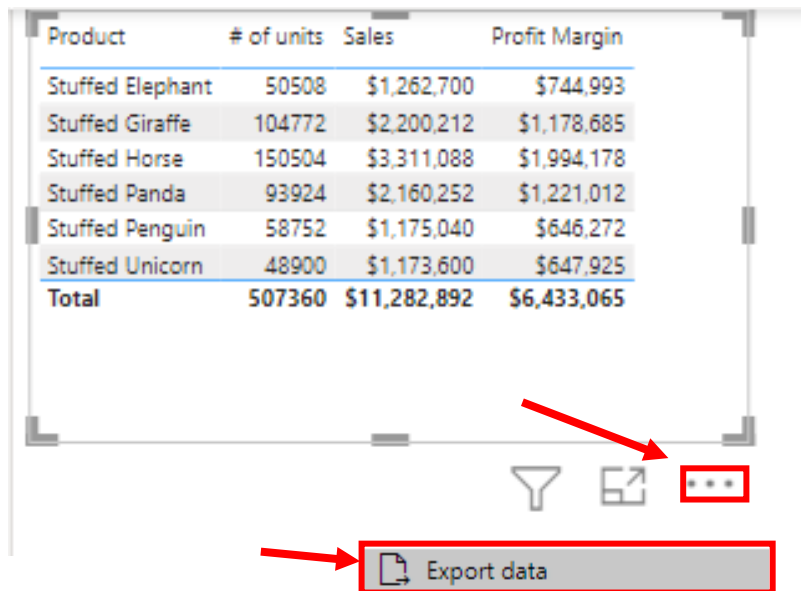 Product # of units Sales Profit Margin
Stuffed Elephant 50508 $1,262,700 $744,993
Stuffed Giraffe 104772 $2,200,212 $1,178,685
Stuffed Horse 150504 $3,311,088 $1,994,178
Stuffed Panda 93924 $2,160,252 $1,221,012
Stuffed Penguin 58752 $1,175,040 $646,272
Stuffed Unicorn 48900 $1,173,600 $647,925
Total 507360 $11,282,892 $6,433,065
Export data